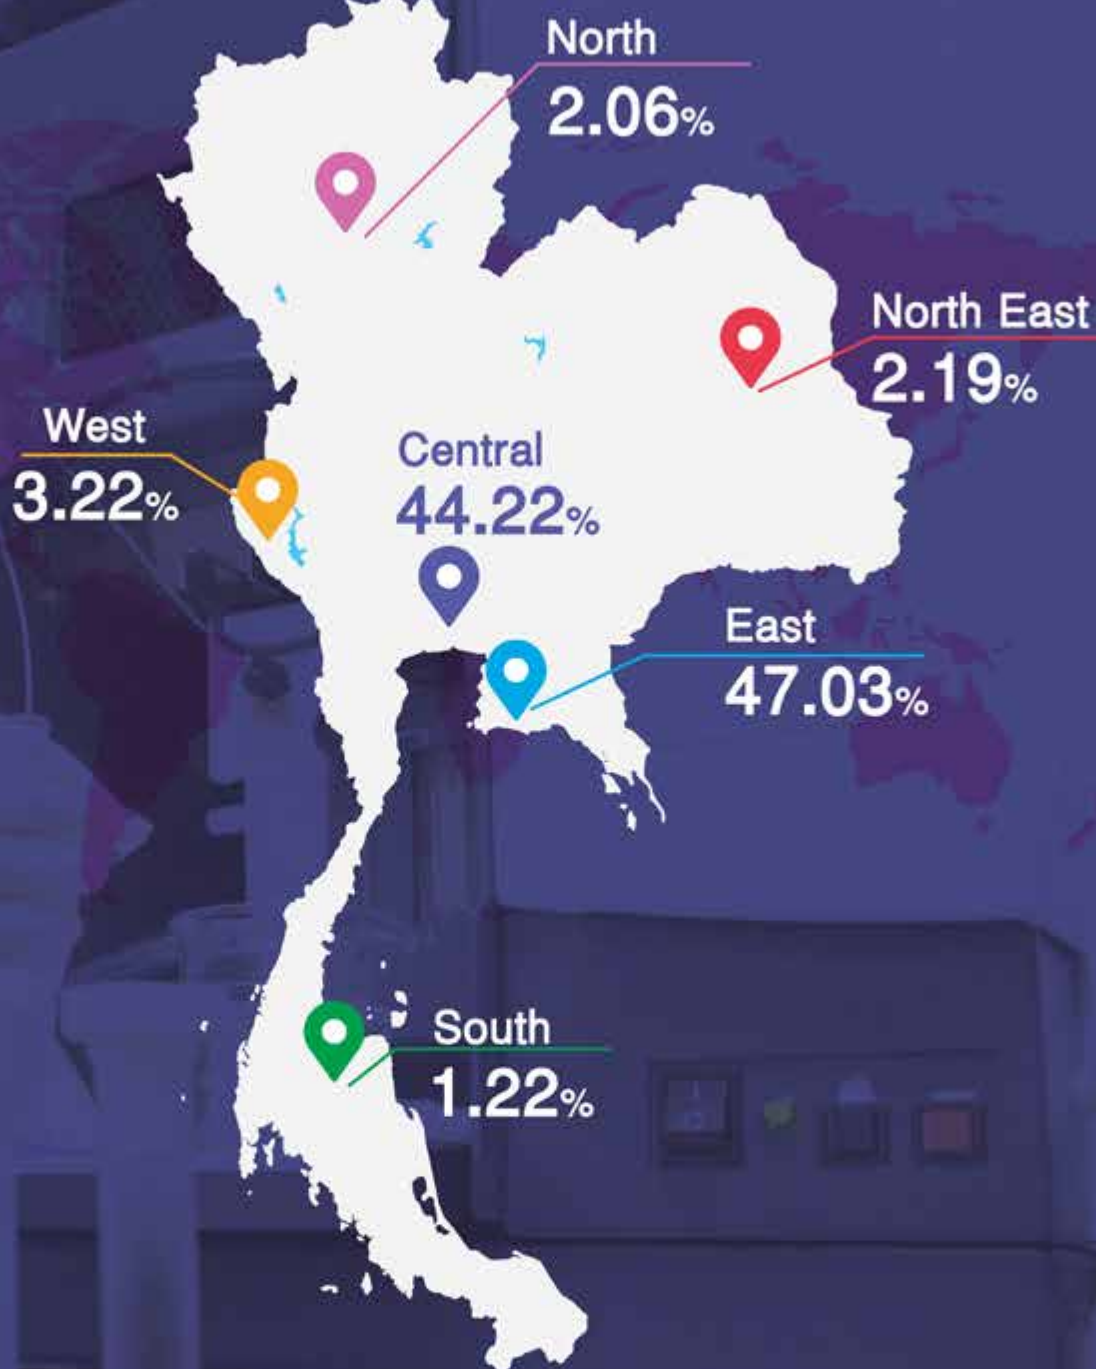 North
2.06%
North East
2.19%
West
3.22%
Central
44.22%
East
47.03%
South
1.22%